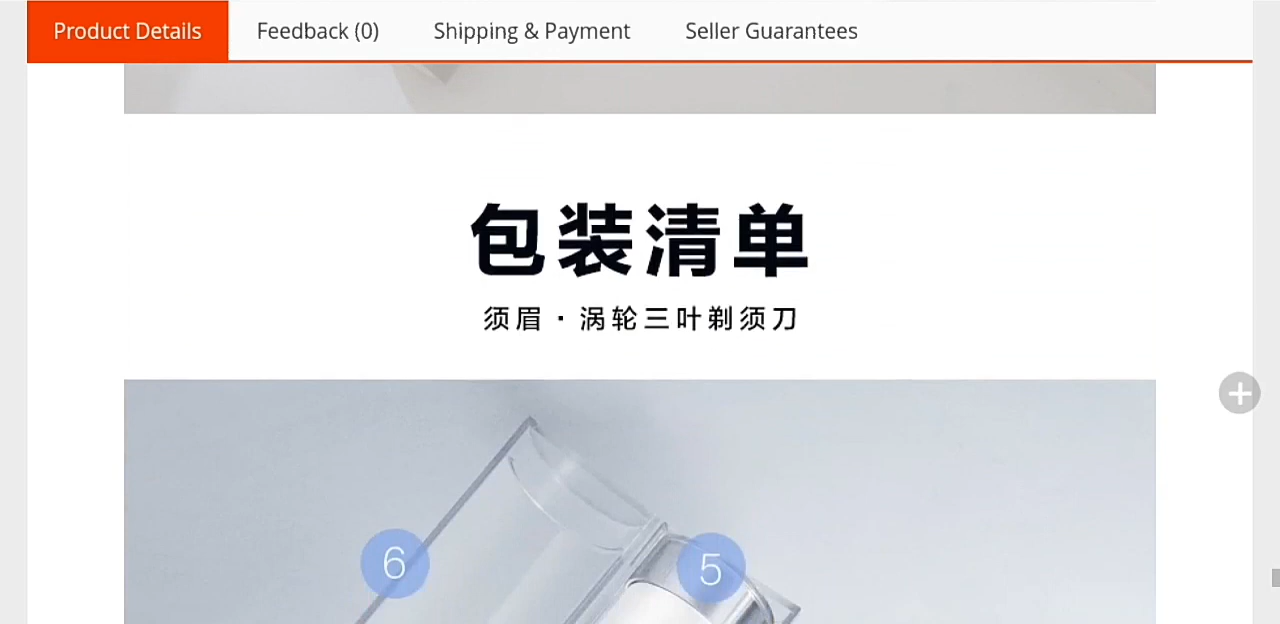 Product Details Feedback (0) Shipping & Payment Seller Guarantees
包装清单
须眉·涡轮三叶剃须刀
6 5